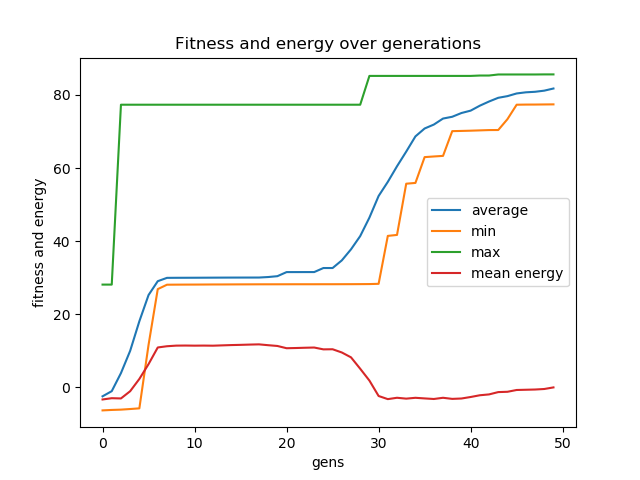 Fitness and energy over generations
fitness and energy
80
60
40
20
0
average
min
max
mean energy
0 10 20 30 40 50
gens